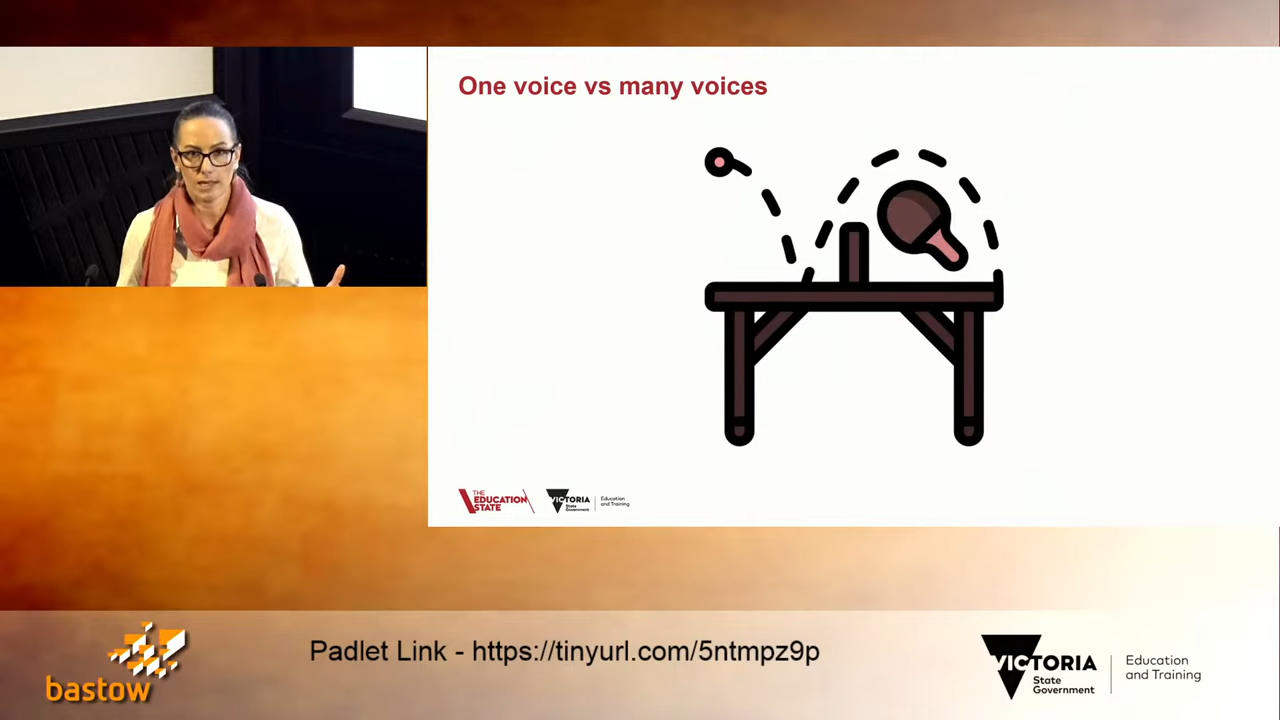 One voice vs many voices
THE
EDUCATION
STATE
VICTORIA
State
Government
Education
and Training
Padlet Link - https://tinyurl.com/5ntmpz9p
bastow
VICTORIA
State
Government
Education
and Training